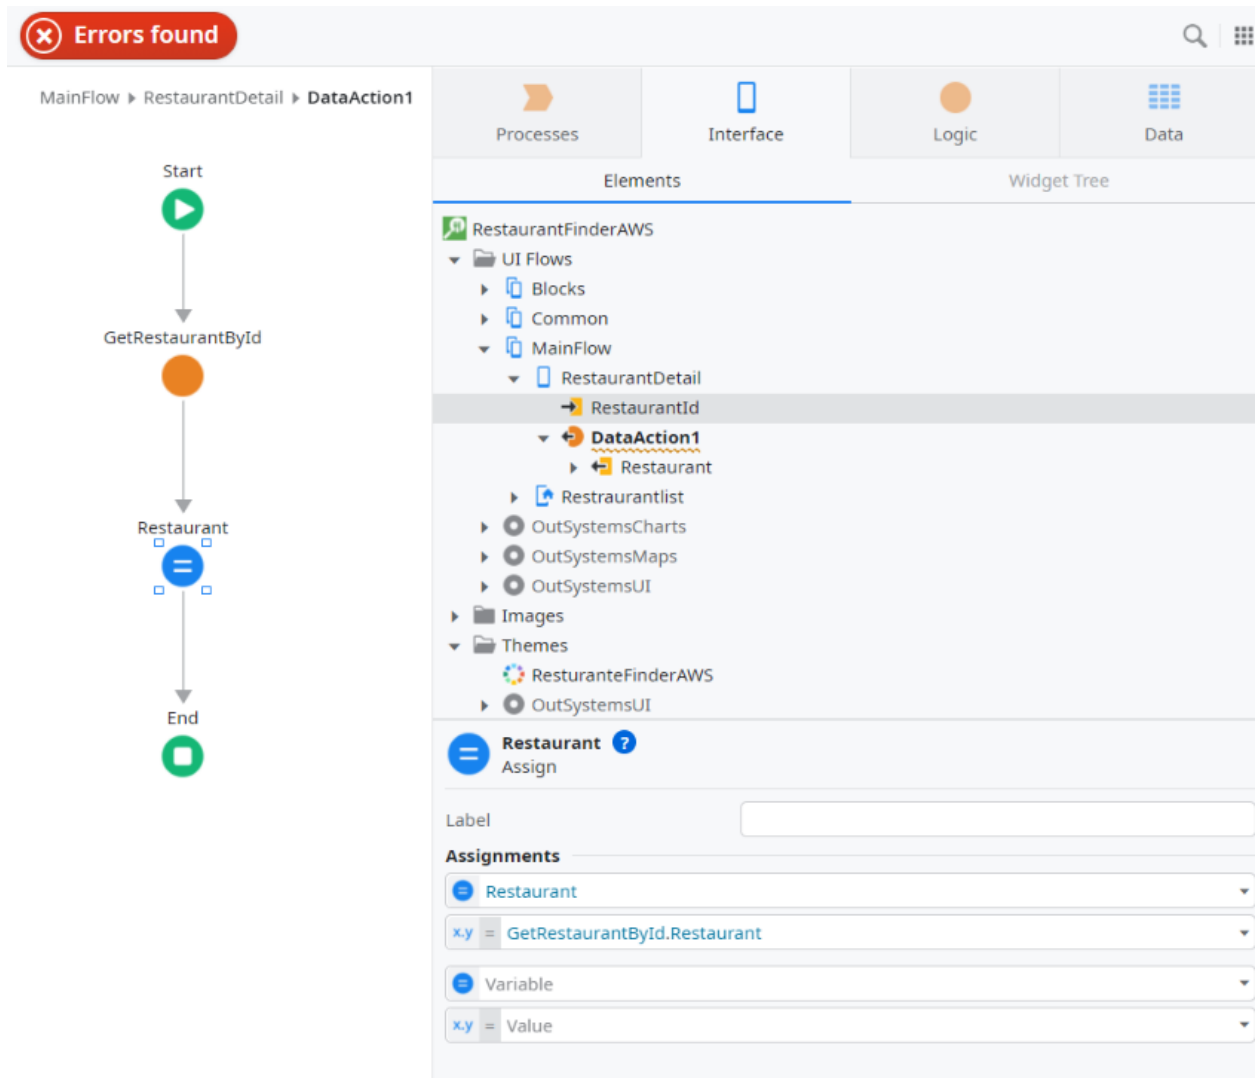 Errors found
MainFlow RestaurantDetail DataAction1
Start
GetRestaurantById
Restaurant
End
Processes
Interface
Logic
Data
Elements
Widget Tree
RestaurantFinderAWS
UI Flows
Blocks
Common
MainFlow
RestaurantDetail
RestaurantId
DataAction1
Restaurant
Restraurantlist
OutSystemsCharts
OutSystemsMaps
OutSystemsUI
Images
Themes
ResturanteFinderAWS
OutSystemsUI
Restaurant ?
Assign
Label
Assignments
Restaurant
x.y = GetRestaurantById.Restaurant
Variable
x.y = Value